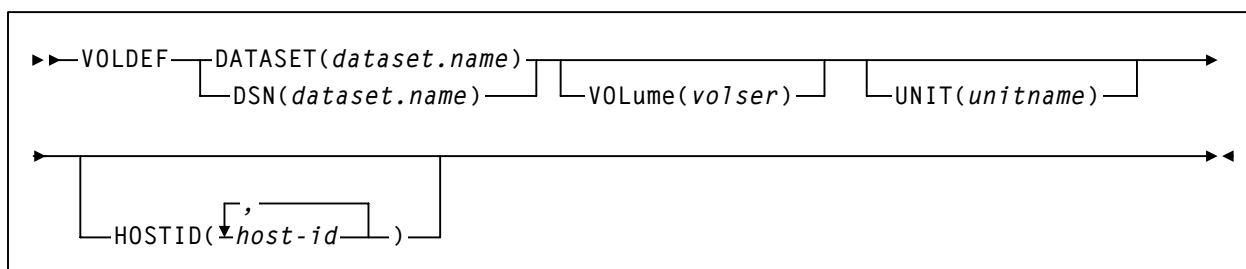 VOLDEF DATASET(dataset.name)
DSN(dataset.name) VOLume(volser) UNIT(unitname)
,
HOSTID( host-id )